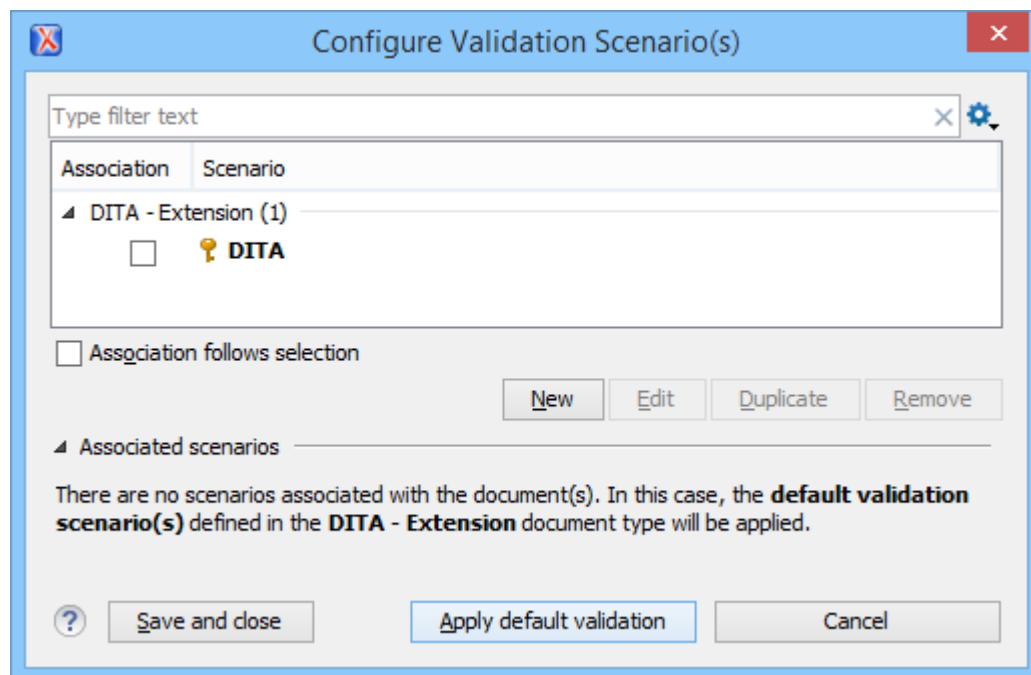 Configure Validation Scenario(s)
Type filter text
Association Scenario
DITA - Extension (1)
DITA
Association follows selection
New Edit Duplicate Remove
Associated scenarios
There are no scenarios associated with the document(s). In this case, the default validation
scenario(s) defined in the DITA - Extension document type will be applied.
? Save and close Apply default validation Cancel